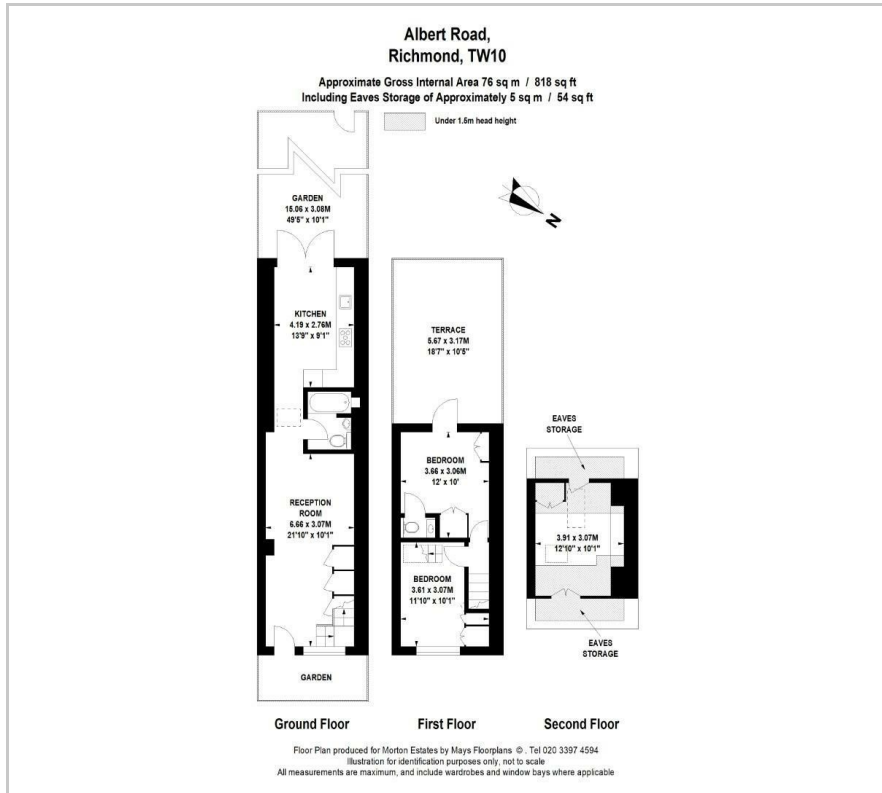 Albert Road,
Richmond, TW10
Approximate Gross Internal Area 76 sq m / 818 sq ft
Including Eaves Storage of Approximately 5 sq m / 54 sq ft
Under 1.5m head height
GARDEN
15.06 x 3.08M
49'5" x 10'1"
N
KITCHEN
4.19 x 2.76M
13'9" x 9'1"
TERRACE
5.67 x 3.17M
18'7" x 10'5"
EAVES
STORAGE
BEDROOM
3.66 x 3.06M
12' x 10'
RECEPTION
ROOM
6.66 x 3.07M
21'10" x 10'1"
3.91 x 3.07M
12'10" x 10'1"
BEDROOM
3.61 x 3.07M
11'10" x 10'1"
EAVES
STORAGE
GARDEN
Ground Floor
First Floor
Second Floor
Floor Plan produced for Morton Estates by Mays Floorplans © . Tel 020 3397 4594
Illustration for identification purposes only, not to scale
All measurements are maximum, and include wardrobes and window bays where applicable